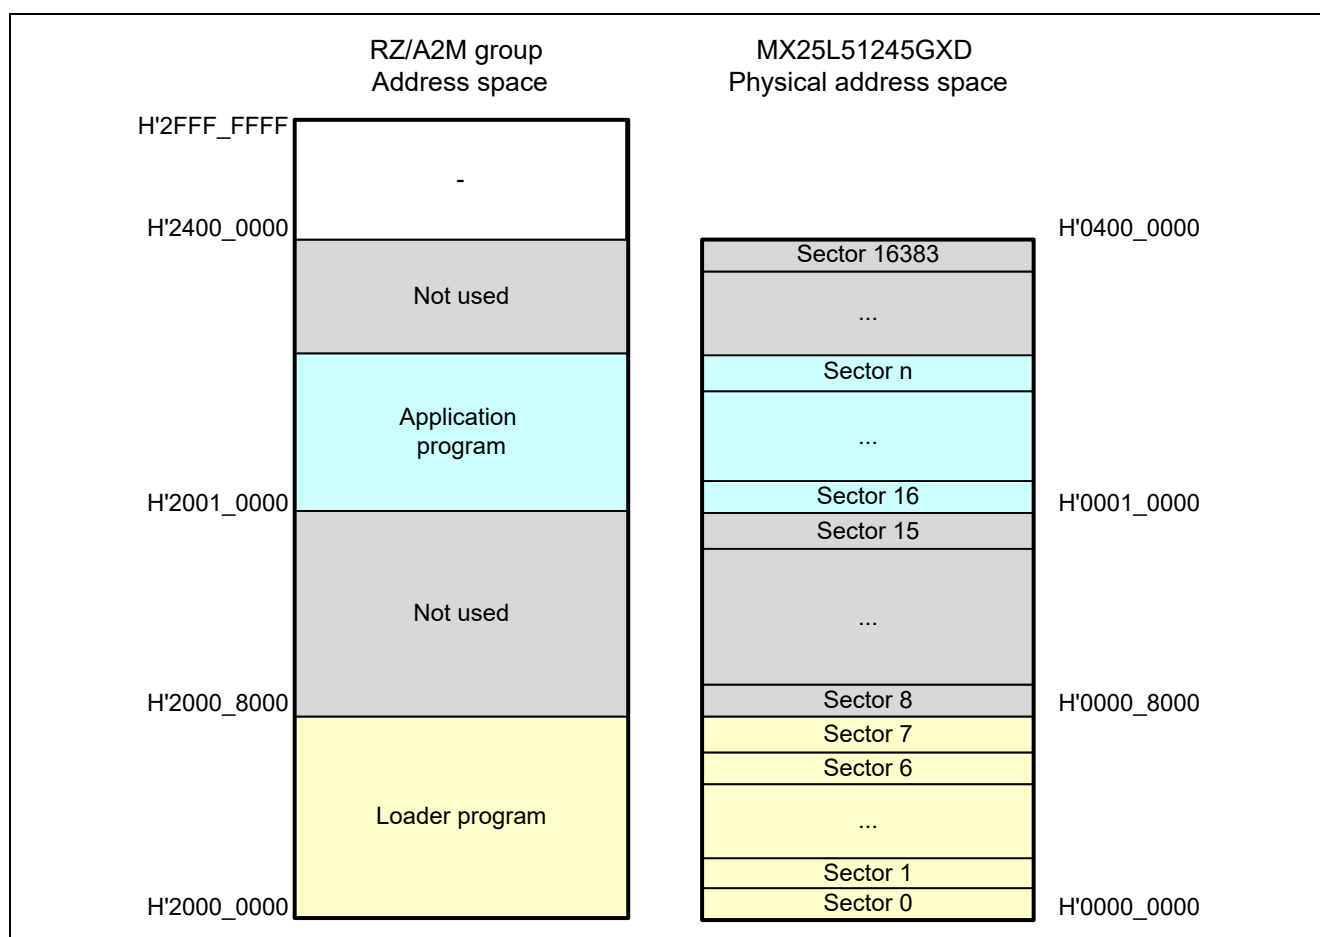 RZ/A2M group
Address space
MX25L51245GXD
Physical address space
H'2FFF_FFFF
-
H'2400_0000
H'0400_0000
Sector 16383
Not used
...
Sector n
Application
program
...
H'2001_0000
Sector 16
H'0001_0000
Sector 15
Not used
...
H'2000_8000
Sector 8
H'0000_8000
Sector 7
Sector 6
Loader program
...
Sector 1
H'2000_0000
Sector 0
H'0000_0000